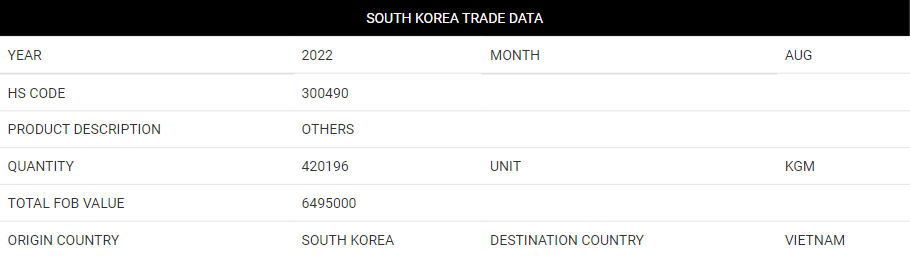 SOUTH KOREA TRADE DATA
YEAR 2022 MONTH AUG
HS CODE 300490
PRODUCT DESCRIPTION OTHERS
QUANTITY 420196 UNIT KGM
TOTAL FOB VALUE 6495000
ORIGIN COUNTRY SOUTH KOREA DESTINATION COUNTRY VIETNAM